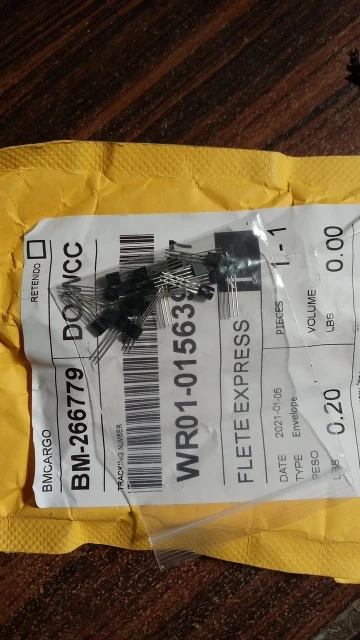 RETENIDO
BMCARGO
BM-266779
TRACKING NUMBER
FLETE EXPRESS
DATE 2021-01-05
TYPE Envelope
PESO 0.20
LBS
PIECES 1 - 1
VOLUME 0.00
LBS